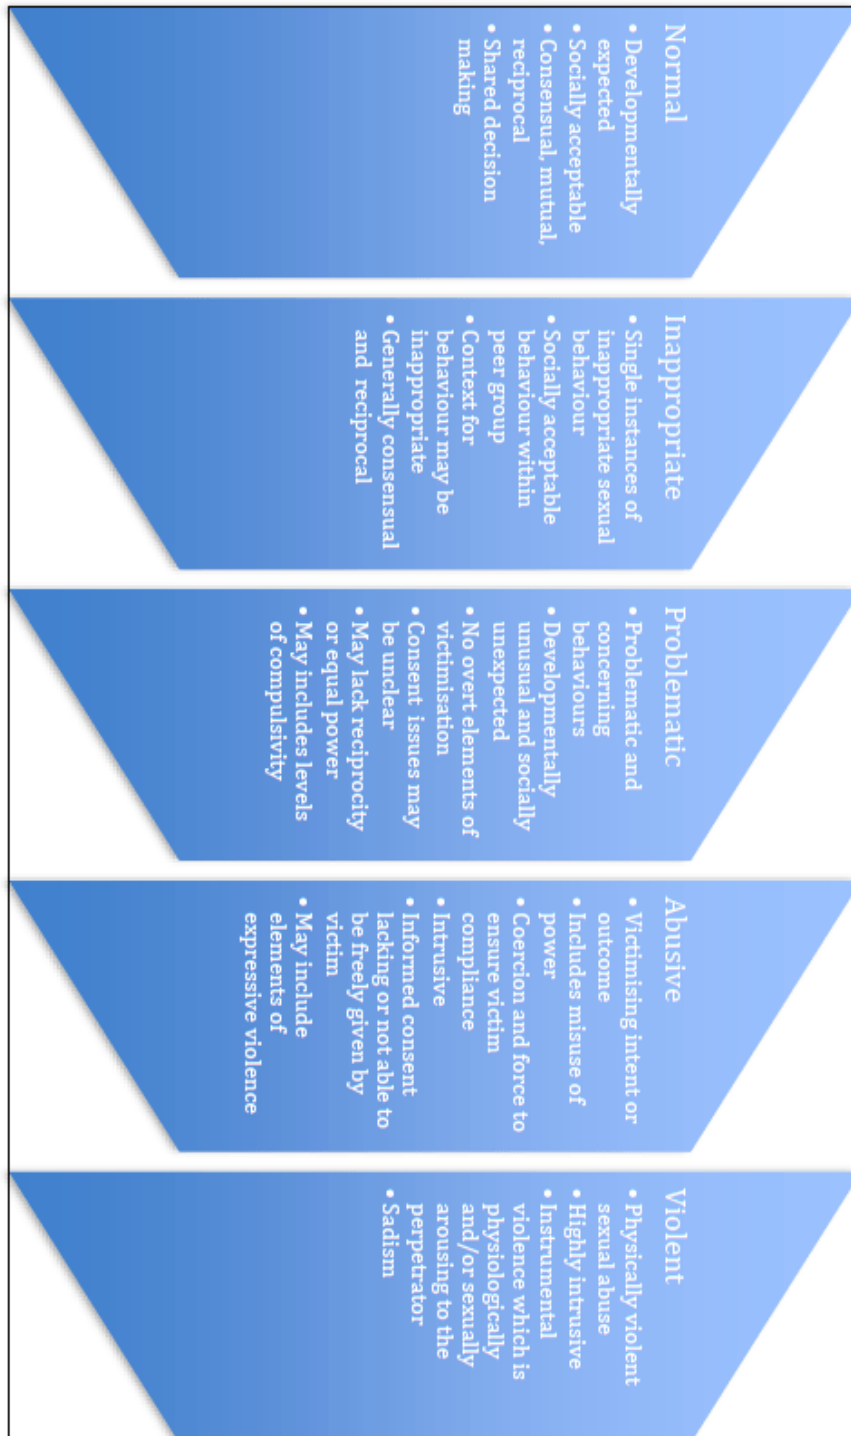 Normal
• Developmentally
expected
• Socially acceptable
• Consensual, mutual,
reciprocal
• Shared decision
making
Inappropriate
• Single instances of
inappropriate sexual
behaviour
• Socially acceptable
behaviour within
peer group
• Context for
behaviour may be
inappropriate
• Generally consensual
and reciprocal
Problematic
• Problematic and
concerning
behaviours
• Developmentally
unusual and socially
unexpected
• No overt elements of
victimisation
• Consent issues may
be unclear
• May lack reciprocity
or equal power
• May includes levels
of compulsivity
Abusive
• Victimising intent or
outcome
• Includes misuse of
power
• Coercion and force to
ensure victim
compliance
• Intrusive
• Informed consent
lacking or not able to
be freely given by
victim
• May include
elements of
expressive violence
Violent
• Physically violent
sexual abuse
• Highly intrusive
• Instrumental
violence which is
physiologically
and/or sexually
arousing to the
perpetrator
• Sadism